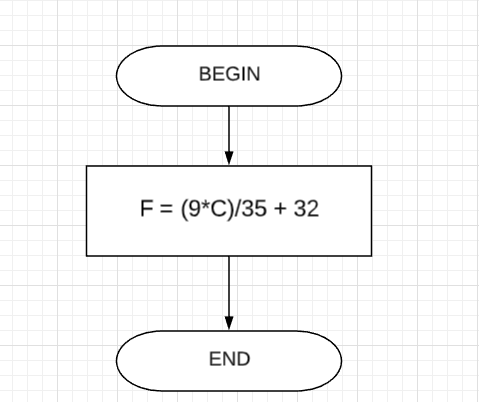 BEGIN
F = (9*C)/35 + 32
END